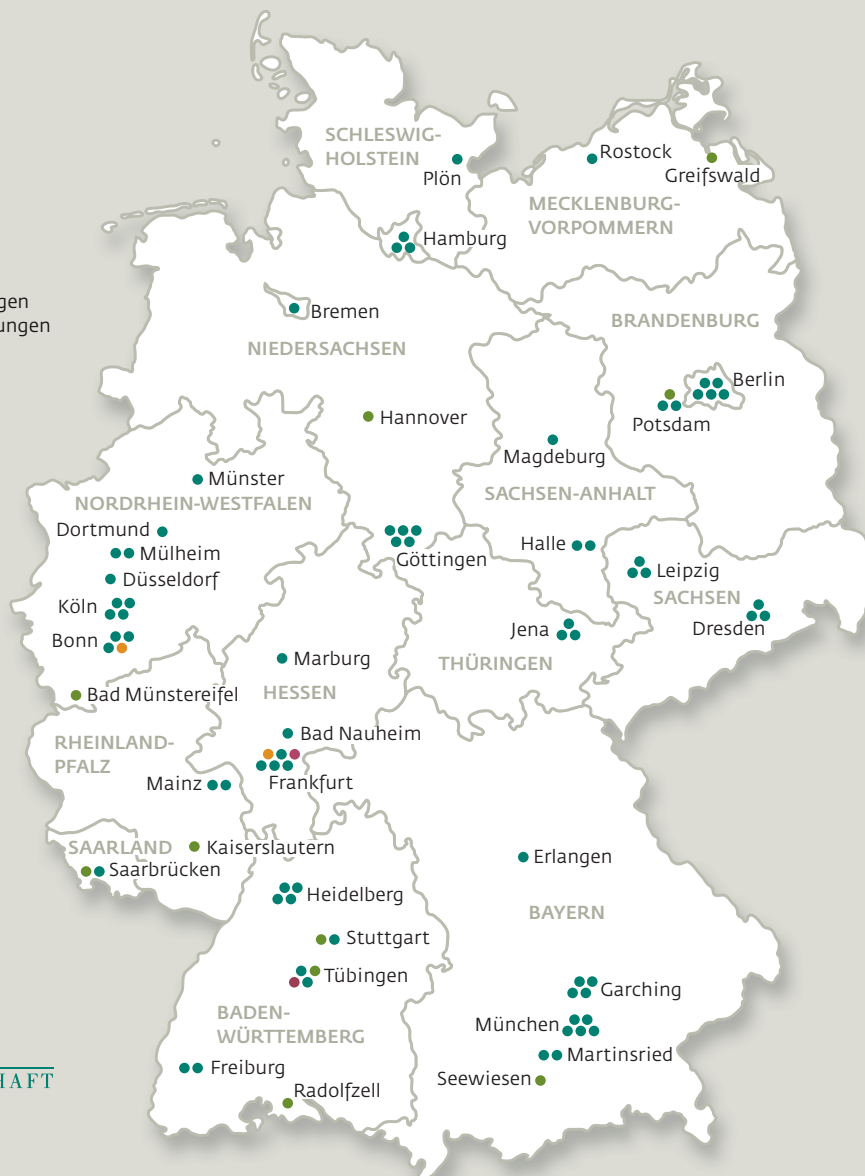 SCHLESWIG-
HOLSTEIN
Plön
Rostock
Greifswald
MECKLENBURG-
VORPOMMERN
Hamburg
gen
ungen
Bremen
NIEDERSACHSEN
BRANDENBURG
Berlin
Potsdam
Hannover
Magdeburg
SACHSEN-ANHALT
Münster
NORDRHEIN-WESTFALEN
Dortmund
Mülheim
Düsseldorf
Köln
Bonn
Göttingen
Halle
Leipzig
SACHSEN
Dresden
Jena
THÜRINGEN
Marburg
HESSEN
Bad Münstereifel
Bad Nauheim
RHEINLAND-
PFALZ
Mainz
Frankfurt
SAARLAND
Kaiserslautern
Saarbrücken
Erlangen
Heidelberg
BAYERN
Stuttgart
Tübingen
Garching
BADEN-
WÜRTTEMBERG
München
Martinsried
Freiburg
Seewiesen
Radolfzell
HAFT